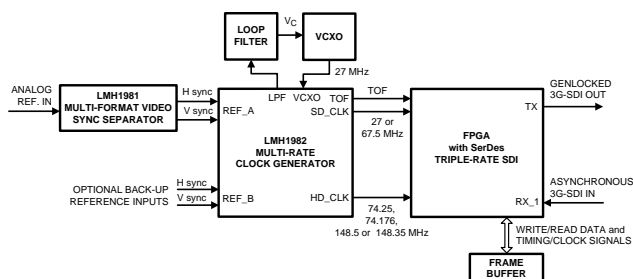 LOOP
FILTER
VC
VCXO
27 MHz
ANALOG
REF. IN
LMH1981
MULTI-FORMAT VIDEO
SYNC SEPARATOR
H sync
V sync
LPF VCXO
REF_A
TOF
SD_CLK
LMH1982
MULTI-RATE
CLOCK GENERATOR
TOF
27 or
67.5 MHz
TX
GENLOCKED
3G-SDI OUT
FPGA
with SerDes
TRIPLE-RATE SDI
OPTIONAL BACK-UP
REFERENCE INPUTS
H sync
V sync
REF_B
HD_CLK
74.25,
74.176,
148.5 or 148.35 MHz
RX_1
ASYNCHRONOUS
3G-SDI IN
WRITE/READ DATA and
TIMING/CLOCK SIGNALS
FRAME
BUFFER